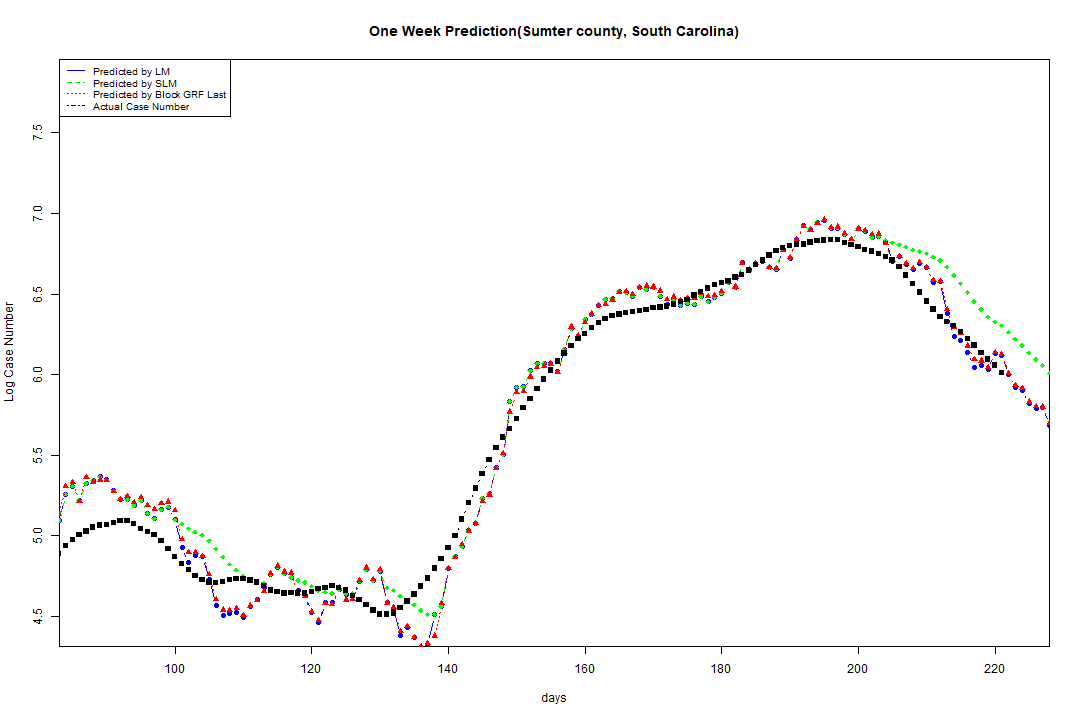 One Week Prediction(Sumter county, South Carolina)
Predicted by LM
Predicted by SLM
Predicted by Block GRF Last
Actual Case Number
7.5
7.0
6.5
6.0
5.5
5.0
4.5
Log Case Number
100 120 140 160 180 200 220
days